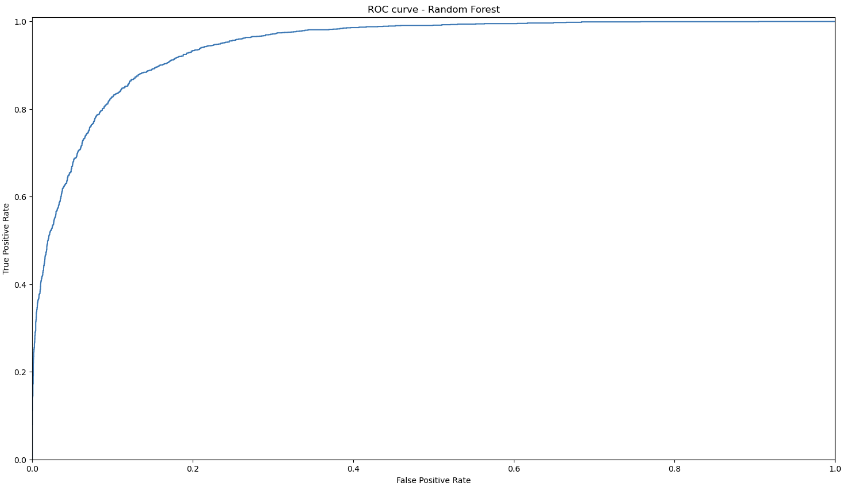 ROC curve - Random Forest
1.0
0.8
0.6
0.4
0.2
0.0
True Positive Rate
0.0 0.2 0.4 0.6 0.8 1.0
False Positive Rate